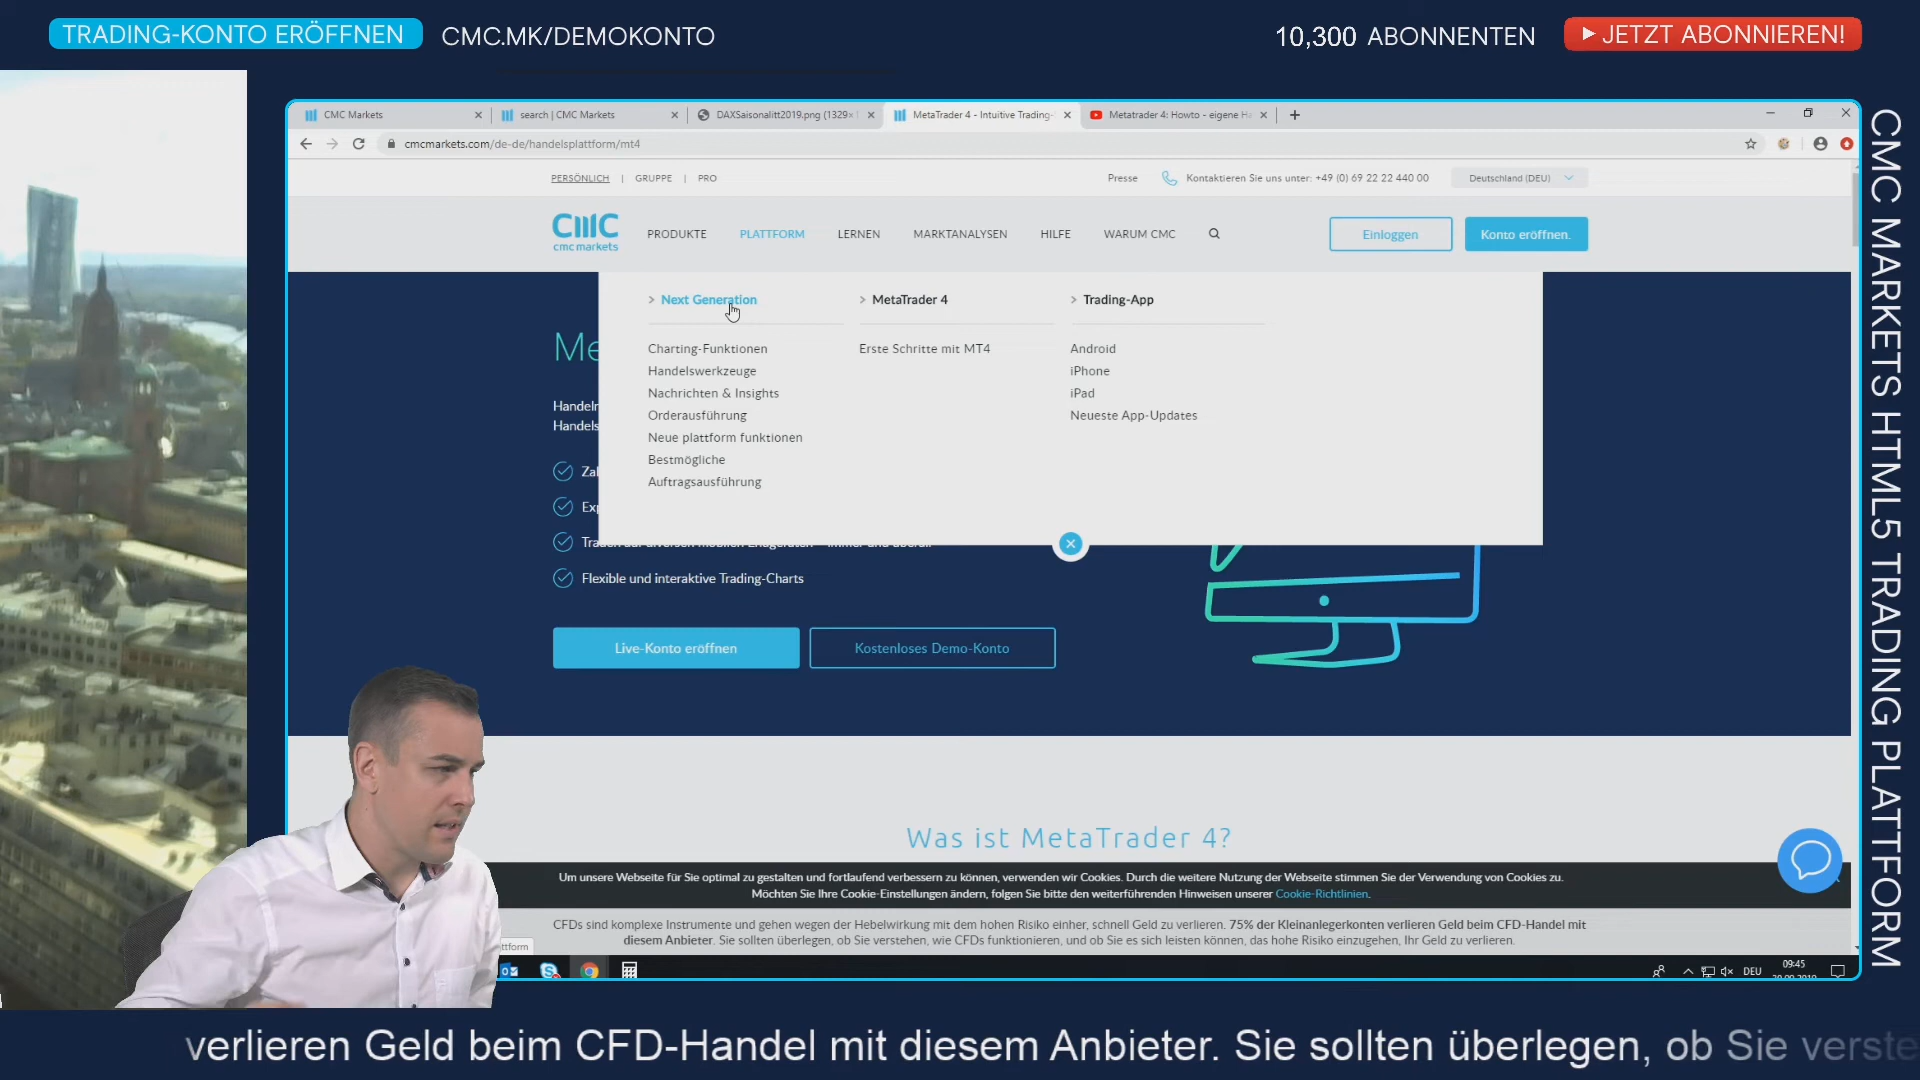 TRADING-KONTO ERÖFFNEN CMC.MK/DEMOKONTO 10,300 ABONNENTEN JETZT ABONNIEREN!
CMC Markets search | CMC Markets DAXSaisonalitt2019.png (1329× MetaTrader 4 - Intuitive Trading- Metatrader 4: Howto - eigene
cmcmarkets.com/de-de/handelsplattform/mt4
PERSÖNLICH | GRUPPE | PRO Presse Kontaktieren Sie uns unter: +49 (0) 69 22 22 440 00 Deutschland (DEU)
CMC
cmc markets
PRODUKTE PLATTFORM LERNEN MARKTANALYSEN HILFE WARUM CMC Einloggen Konto eröffnen.
> Next Generation > MetaTrader 4 > Trading-App
Charting-Funktionen Erste Schritte mit MT4 Android
Handelswerkzeuge iPhone
Nachrichten & Insights iPad
Orderausführung Neueste App-Updates
Neue plattform funktionen
Bestmögliche
Auftragsausführung
Me
Handeln
Handels
Zal
Exp
Flexible und interaktive Trading-Charts
Live-Konto eröffnen Kostenloses Demo-Konto
Was ist MetaTrader 4?
Um unsere Webseite für Sie optimal zu gestalten und fortlaufend verbessern zu können, verwenden wir Cookies. Durch die weitere Nutzung der Webseite stimmen Sie der Verwendung von Cookies zu.
Möchten Sie Ihre Cookie-Einstellungen ändern, folgen Sie bitte den weiterführenden Hinweisen unserer Cookie-Richtlinien.
CFDs sind komplexe Instrumente und gehen wegen der Hebelwirkung mit dem hohen Risiko einher, schnell Geld zu verlieren. 75% der Kleinanlegerkonten verlieren Geld beim CFD-Handel mit
diesem Anbieter. Sie sollten überlegen, ob Sie verstehen, wie CFDs funktionieren, und ob Sie es sich leisten können, das hohe Risiko einzugehen, Ihr Geld zu verlieren.
ttform
DEU 09:45
CMC MARKETS HTML5 TRADING PLATTFORM
verlieren Geld beim CFD-Handel mit diesem Anbieter. Sie sollten überlegen, ob Sie verste